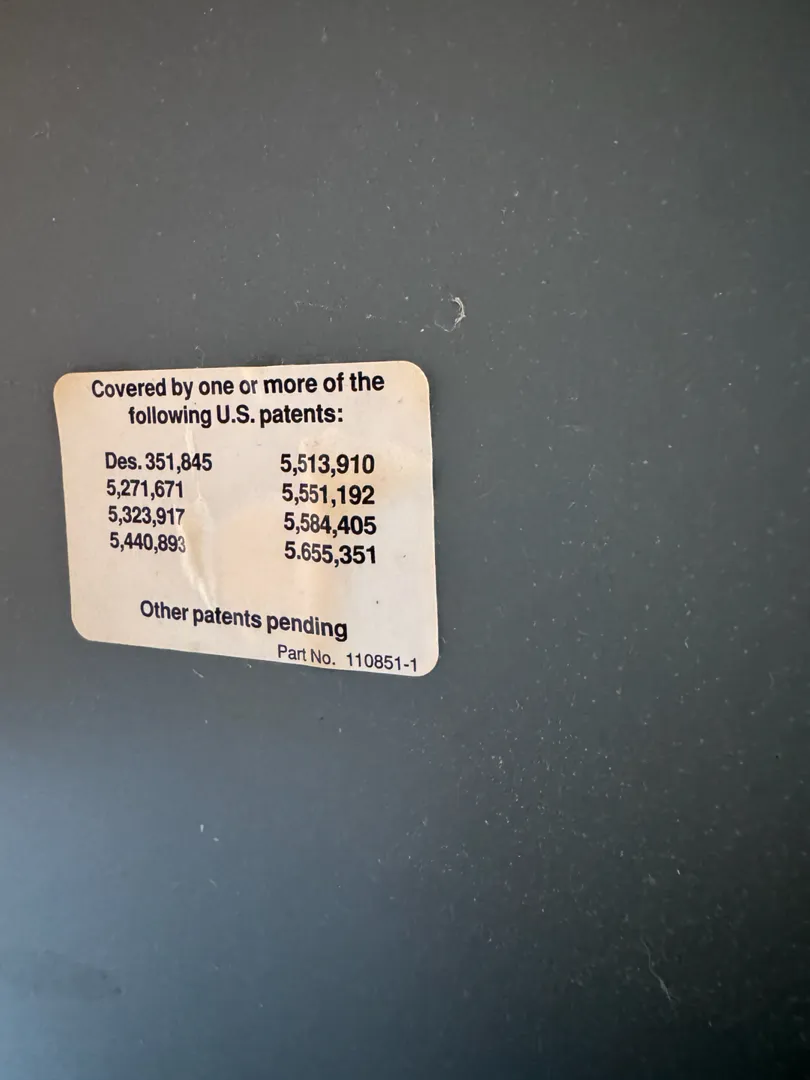 Covered by one or more of the
following U.S. patents:
Des. 351,845
5,271,671
5,323,917
5,440,893
5,513,910
5,551,192
5,584,405
5.655,351
Other patents pending
Part No. 110851-1